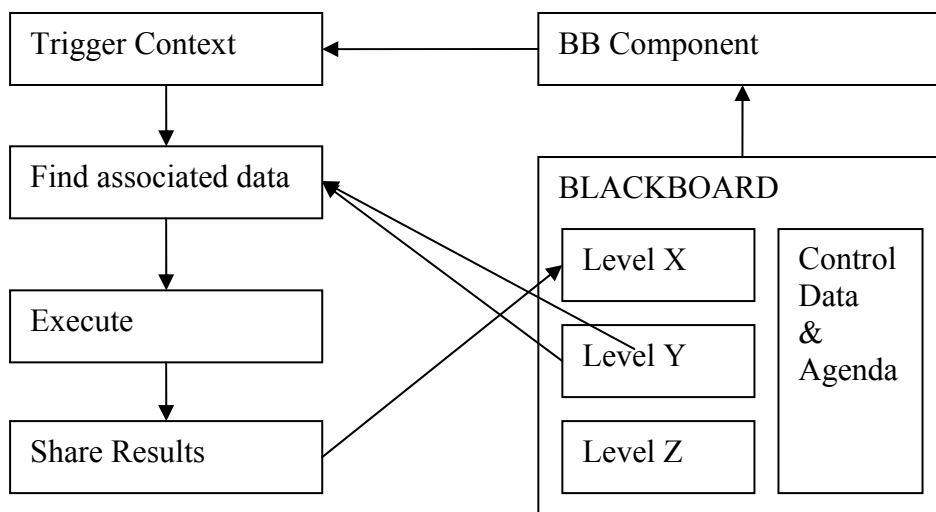 Trigger Context
BB Component
Find associated data
BLACKBOARD
Level X
Control
Data
&
Agenda
Execute
Level Y
Share Results
Level Z